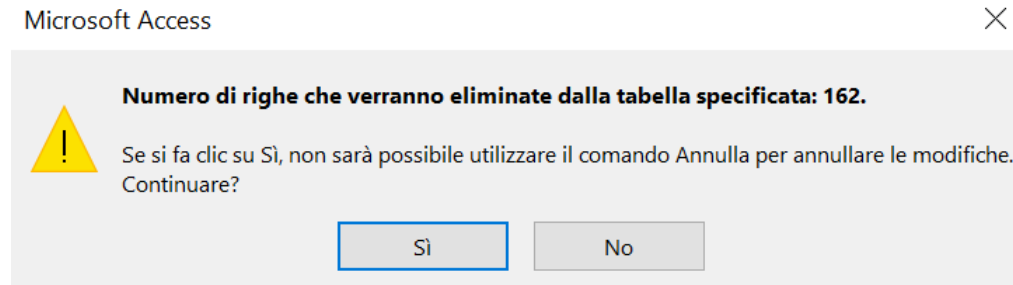 Microsoft Access
Numero di righe che verranno eliminate dalla tabella specificata: 162.
Se si fa clic su Sì, non sarà possibile utilizzare il comando Annulla per annullare le modifiche.
Continuare?
Sì
No